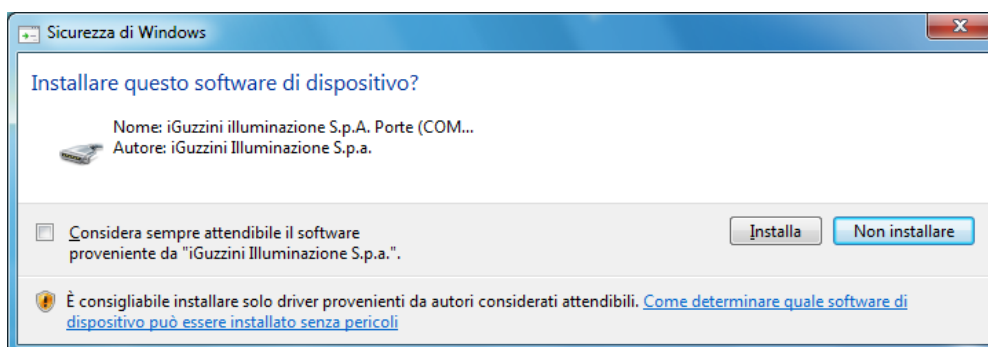 Sicurezza di Windows
Installare questo software di dispositivo?
Nome: iGuzzini illuminazione S.p.A. Porte (COM...
Autore: iGuzzini Illuminazione S.p.a.
Considera sempre attendibile il software
proveniente da "iGuzzini Illuminazione S.p.a.".
Installa
Non installare
È consigliabile installare solo driver provenienti da autori considerati attendibili. Come determinare quale software di
dispositivo può essere installato senza pericoli